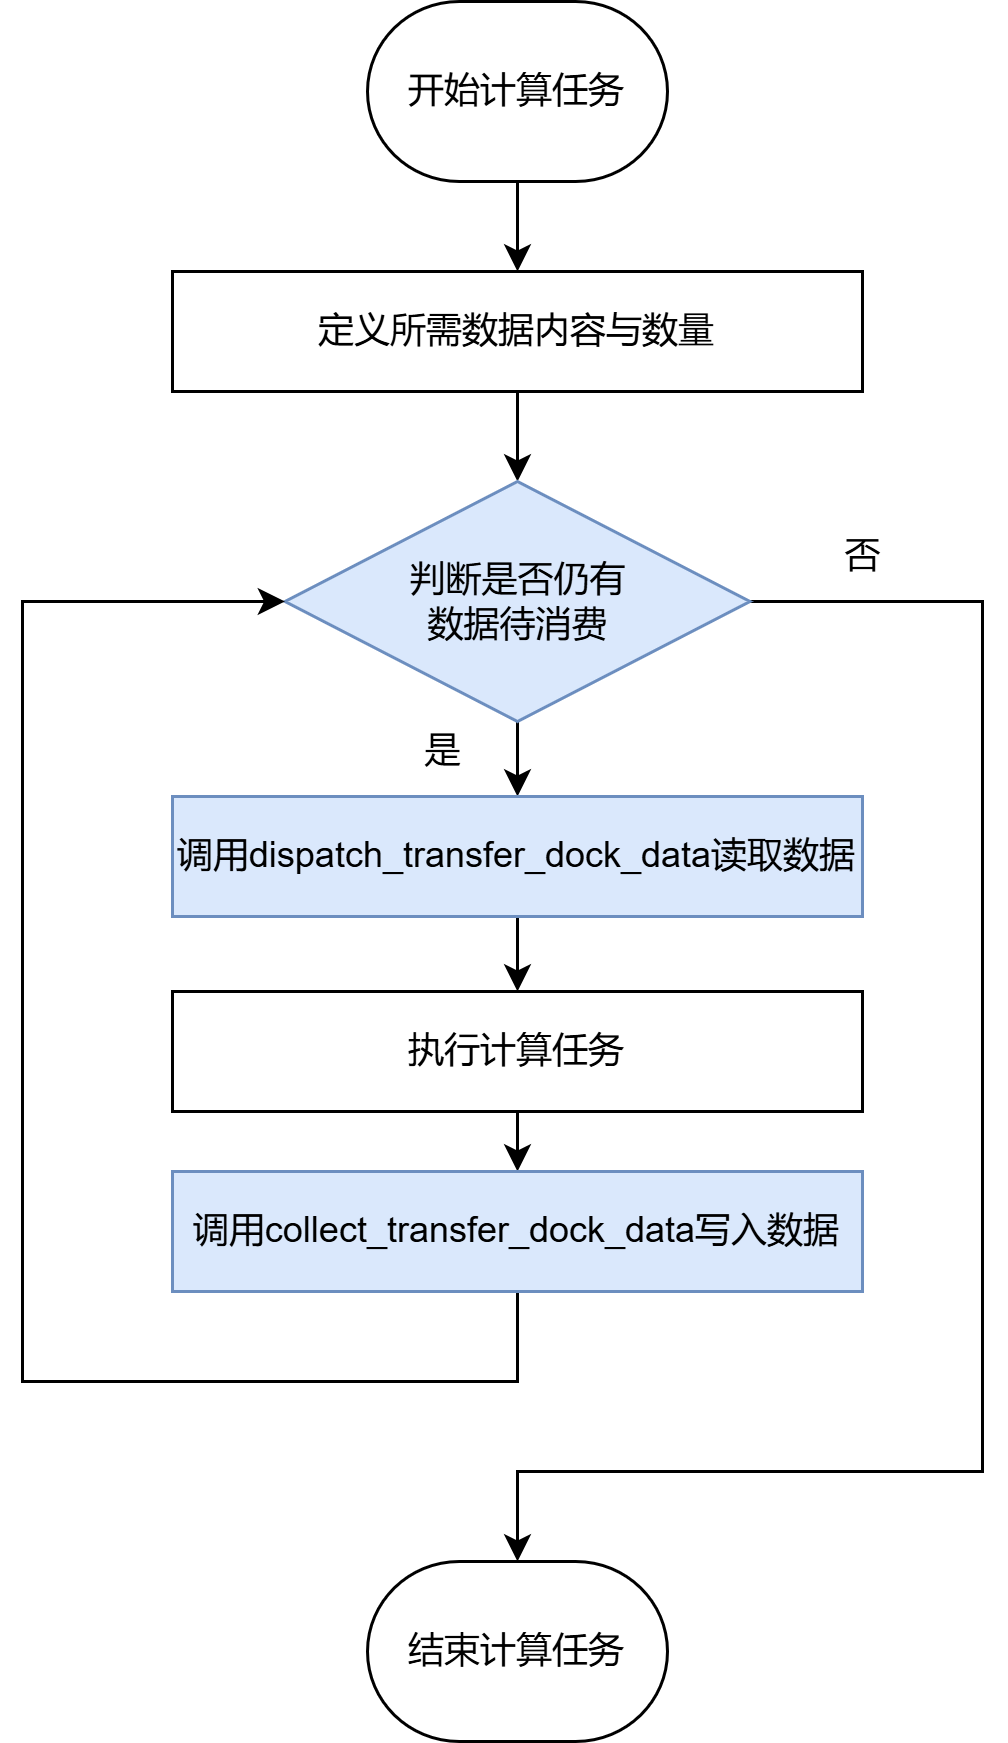 开始计算任务
定义所需数据内容与数量
判断是否仍有
数据待消费
否
是
调用dispatch_transfer_dock_data读取数据
执行计算任务
调用collect_transfer_dock_data写入数据
结束计算任务